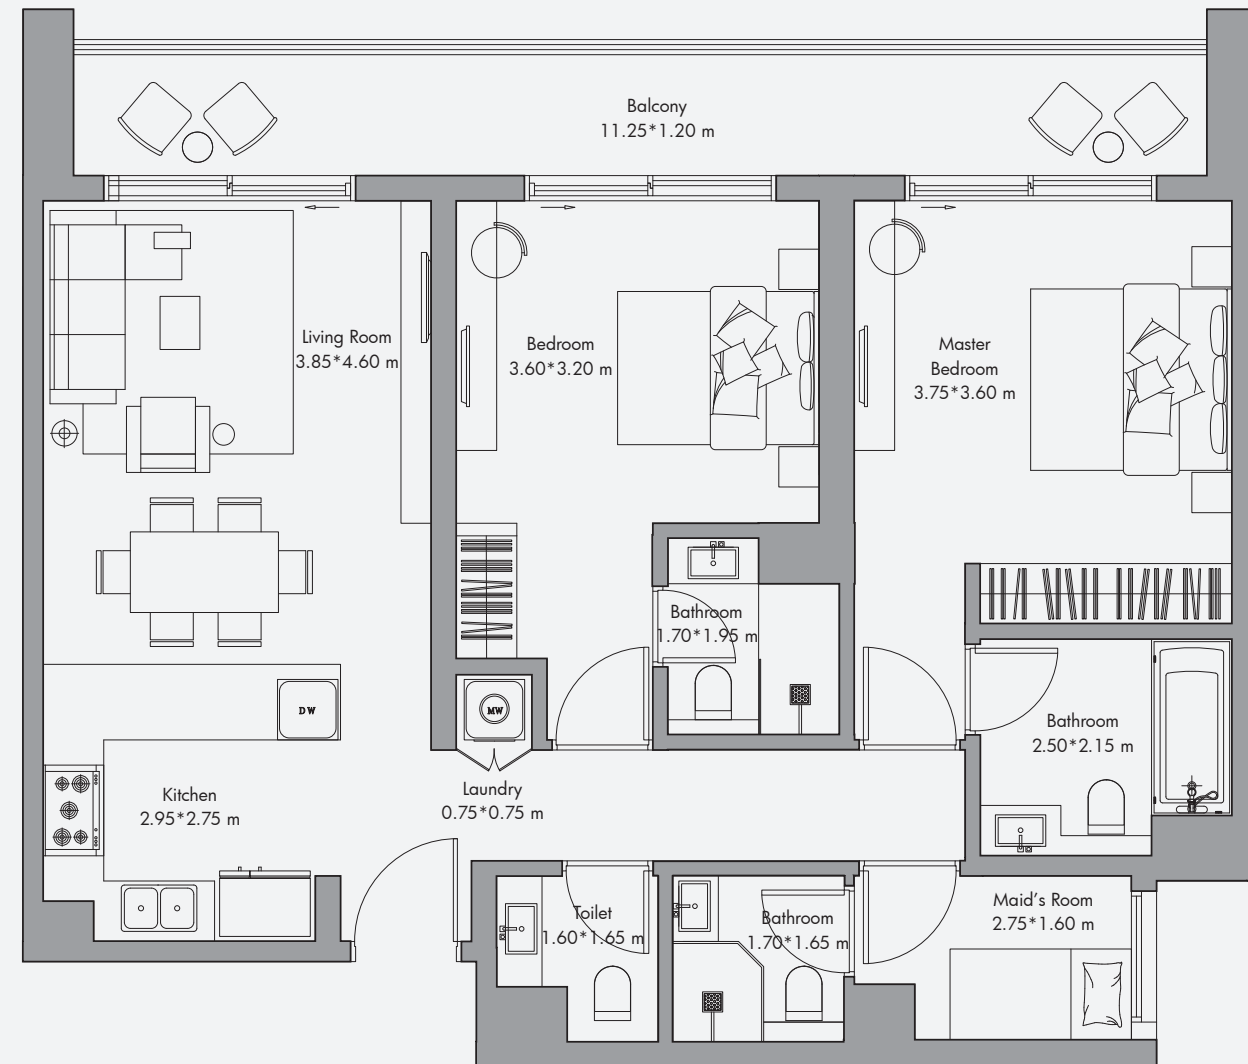 Balcony
11.25*1.20 m
Living Room
3.85*4.60 m
Bedroom
3.60*3.20 m
Master
Bedroom
3.75*3.60 m
Bathroom
1.70*1.95 m
DW
MW
Bathroom
2.50*2.15 m
Kitchen
2.95*2.75 m
Laundry
0.75*0.75 m
Toilet
1.60*1.65 m
Bathroom
1.70*1.65 m
Maid’s Room
2.75*1.60 m